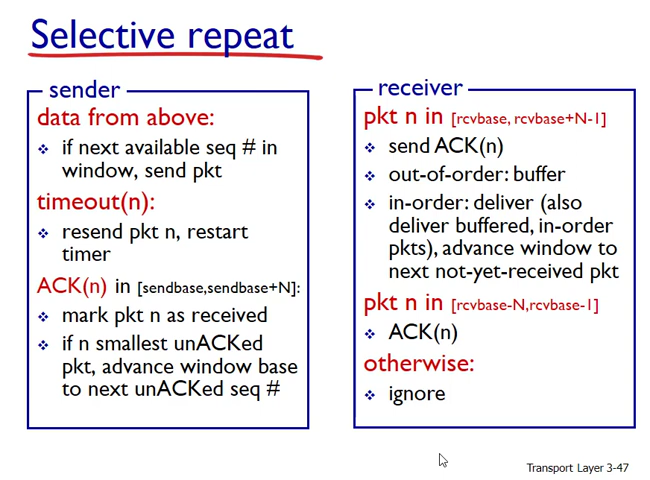 Selective repeat
sender
data from above:
❖ if next available seq # in
window, send pkt
timeout(n):
❖ resend pkt n, restart
timer
ACK(n) in [sendbase,sendbase+N]:
❖ mark pkt n as received
❖ if n smallest unACKed
pkt, advance window base
to next unACKed seq #
receiver
pkt n in [rcvbase, rcvbase+N-1]
❖ send ACK(n)
❖ out-of-order: buffer
❖ in-order: deliver (also
deliver buffered, in-order
pkts), advance window to
next not-yet-received pkt
pkt n in [rcvbase-N,rcvbase-1]
❖ ACK(n)
otherwise:
❖ ignore
Transport Layer 3-47